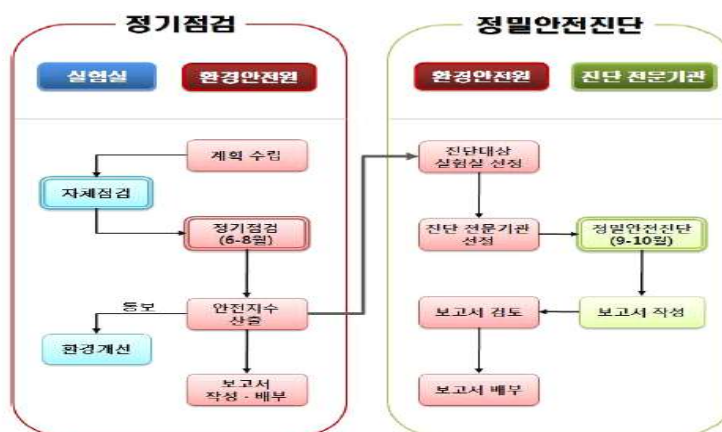 정기점검
정밀안전진단
실험실
환경안전원
환경안전원
진단 전문기관
계획 수립
진단대상
실험실 선정
자체점검
정기점검
(6-8월)
진단 전문기관
선정
정밀안전진단
(9-10월)
통보
안전지수
산출
보고서 검토
보고서 작성
환경개선
보고서
작성 · 배부
보고서 배부